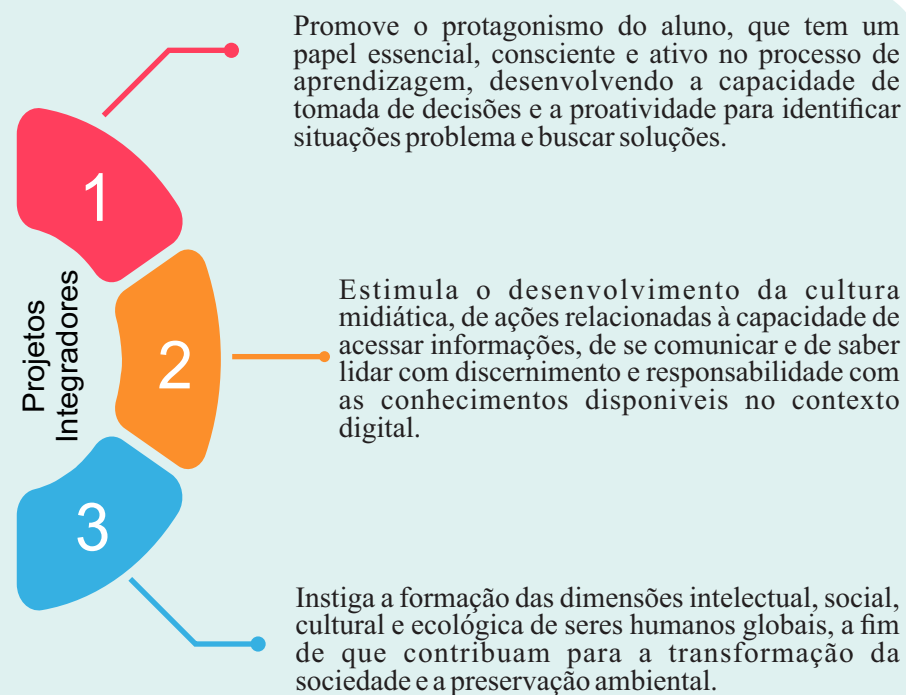 Promove o protagonismo do aluno, que tem um
papel essencial, consciente e ativo no processo de
aprendizagem, desenvolvendo a capacidade de
tomada de decisões e a proatividade para identificar
situações problema e buscar soluções.
1
Projetos
Integradores
2
Estimula o desenvolvimento da cultura
midiática, de ações relacionadas à capacidade de
acessar informações, de se comunicar e de saber
lidar com discernimento e responsabilidade com
as conhecimentos disponiveis no contexto
digital.
3
Instiga a formação das dimensões intelectual, social,
cultural e ecológica de seres humanos globais, a fim
de que contribuam para a transformação da
sociedade e a preservação ambiental.